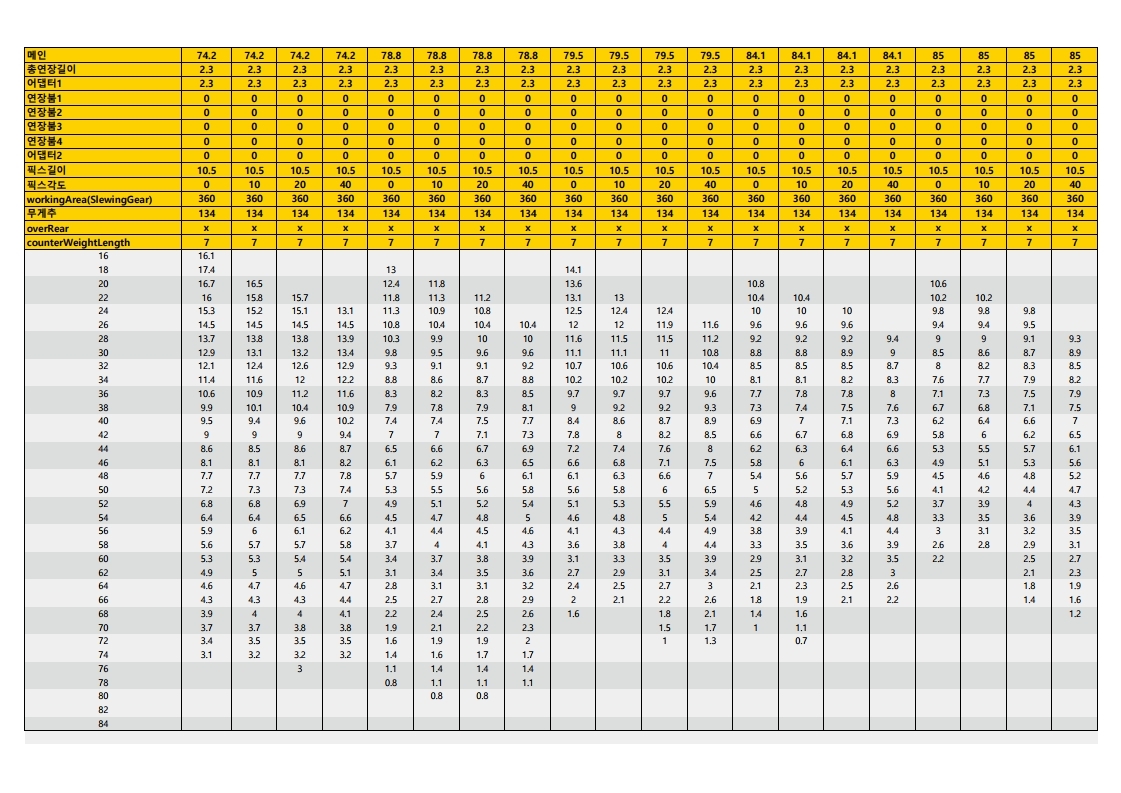 메인 74.2 74.2 74.2 74.2 78.8 78.8 78.8 78.8 79.5 79.5 79.5 79.5 84.1 84.1 84.1 84.1 85 85 85 85
총연장길이 2.3 2.3 2.3 2.3 2.3 2.3 2.3 2.3 2.3 2.3 2.3 2.3 2.3 2.3 2.3 2.3 2.3 2.3 2.3 2.3
어댑터1 2.3 2.3 2.3 2.3 2.3 2.3 2.3 2.3 2.3 2.3 2.3 2.3 2.3 2.3 2.3 2.3 2.3 2.3 2.3 2.3
연장붐1 0 0 0 0 0 0 0 0 0 0 0 0 0 0 0 0 0 0 0 0
연장붐2 0 0 0 0 0 0 0 0 0 0 0 0 0 0 0 0 0 0 0 0
연장붐3 0 0 0 0 0 0 0 0 0 0 0 0 0 0 0 0 0 0 0 0
연장붐4 0 0 0 0 0 0 0 0 0 0 0 0 0 0 0 0 0 0 0 0
어댑터2 0 0 0 0 0 0 0 0 0 0 0 0 0 0 0 0 0 0 0 0
픽스길이 10.5 10.5 10.5 10.5 10.5 10.5 10.5 10.5 10.5 10.5 10.5 10.5 10.5 10.5 10.5 10.5 10.5 10.5 10.5 10.5
픽스각도 0 10 20 40 0 10 20 40 0 10 20 40 0 10 20 40 0 10 20 40
workingArea(SlewingGear) 360 360 360 360 360 360 360 360 360 360 360 360 360 360 360 360 360 360 360 360
무게추 134 134 134 134 134 134 134 134 134 134 134 134 134 134 134 134 134 134 134 134
overRear x x x x x x x x x x x x x x x x x x x x
counterWeightLength 7 7 7 7 7 7 7 7 7 7 7 7 7 7 7 7 7 7 7 7
16 16.1
18 17.4 13 14.1
20 16.7 16.5 12.4 11.8 13.6 10.8 10.6
22 16 15.8 15.7 11.8 11.3 11.2 13.1 13 10.4 10.4 10.2 10.2
24 15.3 15.2 15.1 13.1 11.3 10.9 10.8 12.5 12.4 12.4 10 10 10 9.8 9.8 9.8
26 14.5 14.5 14.5 14.5 10.8 10.4 10.4 10.4 12 12 11.9 11.6 9.6 9.6 9.6 9.4 9.4 9.5
28 13.7 13.8 13.8 13.9 10.3 9.9 10 10 11.6 11.5 11.5 11.2 9.2 9.2 9.2 9.4 9 9 9.1 9.3
30 12.9 13.1 13.2 13.4 9.8 9.5 9.6 9.6 11.1 11.1 11 10.8 8.8 8.8 8.9 9 8.5 8.6 8.7 8.9
32 12.1 12.4 12.6 12.9 9.3 9.1 9.1 9.2 10.7 10.6 10.6 10.4 8.5 8.5 8.5 8.7 8 8.2 8.3 8.5
34 11.4 11.6 12 12.2 8.8 8.6 8.7 8.8 10.2 10.2 10.2 10 8.1 8.1 8.2 8.3 7.6 7.7 7.9 8.2
36 10.6 10.9 11.2 11.6 8.3 8.2 8.3 8.5 9.7 9.7 9.7 9.6 7.7 7.8 7.8 8 7.1 7.3 7.5 7.9
38 9.9 10.1 10.4 10.9 7.9 7.8 7.9 8.1 9 9.2 9.2 9.3 7.3 7.4 7.5 7.6 6.7 6.8 7.1 7.5
40 9.5 9.4 9.6 10.2 7.4 7.4 7.5 7.7 8.4 8.6 8.7 8.9 6.9 7 7.1 7.3 6.2 6.4 6.6 7
42 9 9 9 9.4 7 7 7.1 7.3 7.8 8 8.2 8.5 6.6 6.7 6.8 6.9 5.8 6 6.2 6.5
44 8.6 8.5 8.6 8.7 6.5 6.6 6.7 6.9 7.2 7.4 7.6 8 6.2 6.3 6.4 6.6 5.3 5.5 5.7 6.1
46 8.1 8.1 8.1 8.2 6.1 6.2 6.3 6.5 6.6 6.8 7.1 7.5 5.8 6 6.1 6.3 4.9 5.1 5.3 5.6
48 7.7 7.7 7.7 7.8 5.7 5.9 6 6.1 6.1 6.3 6.6 7 5.4 5.6 5.7 5.9 4.5 4.6 4.8 5.2
50 7.2 7.3 7.3 7.4 5.3 5.5 5.6 5.8 5.6 5.8 6 6.5 5 5.2 5.3 5.6 4.1 4.2 4.4 4.7
52 6.8 6.8 6.9 7 4.9 5.1 5.2 5.4 5.1 5.3 5.5 5.9 4.6 4.8 4.9 5.2 3.7 3.9 4 4.3
54 6.4 6.4 6.5 6.6 4.5 4.7 4.8 5 4.6 4.8 5 5.4 4.2 4.4 4.5 4.8 3.3 3.5 3.6 3.9
56 5.9 6 6.1 6.2 4.1 4.4 4.5 4.6 4.1 4.3 4.4 4.9 3.8 3.9 4.1 4.4 3 3.1 3.2 3.5
58 5.6 5.7 5.7 5.8 3.7 4 4.1 4.3 3.6 3.8 4 4.4 3.3 3.5 3.6 3.9 2.6 2.8 2.9 3.1
60 5.3 5.3 5.4 5.4 3.4 3.7 3.8 3.9 3.1 3.3 3.5 3.9 2.9 3.1 3.2 3.5 2.2 2.5 2.7
62 4.9 5 5 5.1 3.1 3.4 3.5 3.6 2.7 2.9 3.1 3.4 2.5 2.7 2.8 3 2.1 2.3
64 4.6 4.7 4.6 4.7 2.8 3.1 3.1 3.2 2.4 2.5 2.7 3 2.1 2.3 2.5 2.6 1.8 1.9
66 4.3 4.3 4.3 4.4 2.5 2.7 2.8 2.9 2 2.1 2.2 2.6 1.8 1.9 2.1 2.2 1.4 1.6
68 3.9 4 4 4.1 2.2 2.4 2.5 2.6 1.6 1.8 2.1 1.4 1.6 1.2
70 3.7 3.7 3.8 3.8 1.9 2.1 2.2 2.3 1.5 1.7 1 1.1
72 3.4 3.5 3.5 3.5 1.6 1.9 1.9 2 1 1.3 0.7
74 3.1 3.2 3.2 3.2 1.4 1.6 1.7 1.7
76 3 1.1 1.4 1.4 1.4
78 0.8 1.1 1.1 1.1
80 0.8 0.8
82
84